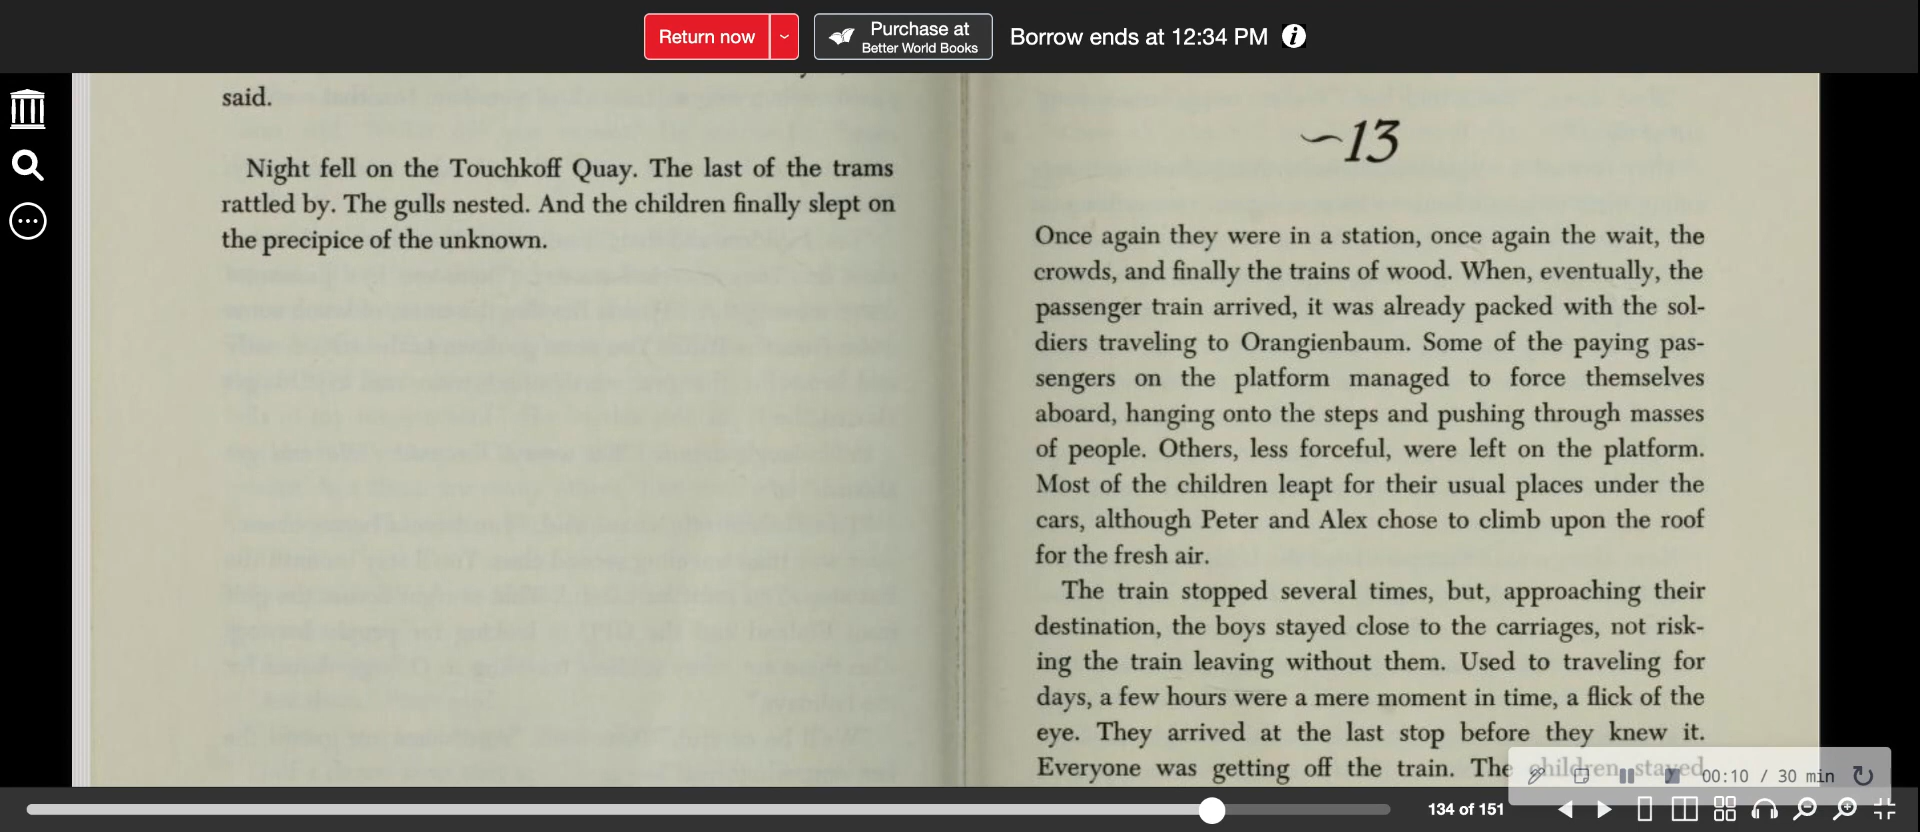 Return now
Purchase at
Better World Books
Borrow ends at 12:34 PM
said.
Night fell on the Touchkoff Quay. The last of the trams
rattled by. The gulls nested. And the children finally slept on
the precipice of the unknown.
~13
Once again they were in a station, once again the wait, the
crowds, and finally the trains of wood. When, eventually, the
passenger train arrived, it was already packed with the sol-
diers traveling to Orangienbaum. Some of the paying pas-
sengers on the platform managed to force themselves
aboard, hanging onto the steps and pushing through masses
of people. Others, less forceful, were left on the platform.
Most of the children leapt for their usual places under the
cars, although Peter and Alex chose to climb upon the roof
for the fresh air.
The train stopped several times, but, approaching their
destination, the boys stayed close to the carriages, not risk-
ing the train leaving without them. Used to traveling for
days, a few hours were a mere moment in time, a flick of the
eye. They arrived at the last stop before they knew it.
Everyone was getting off the train. The children stayed
00:10 / 30 min
134 of 151